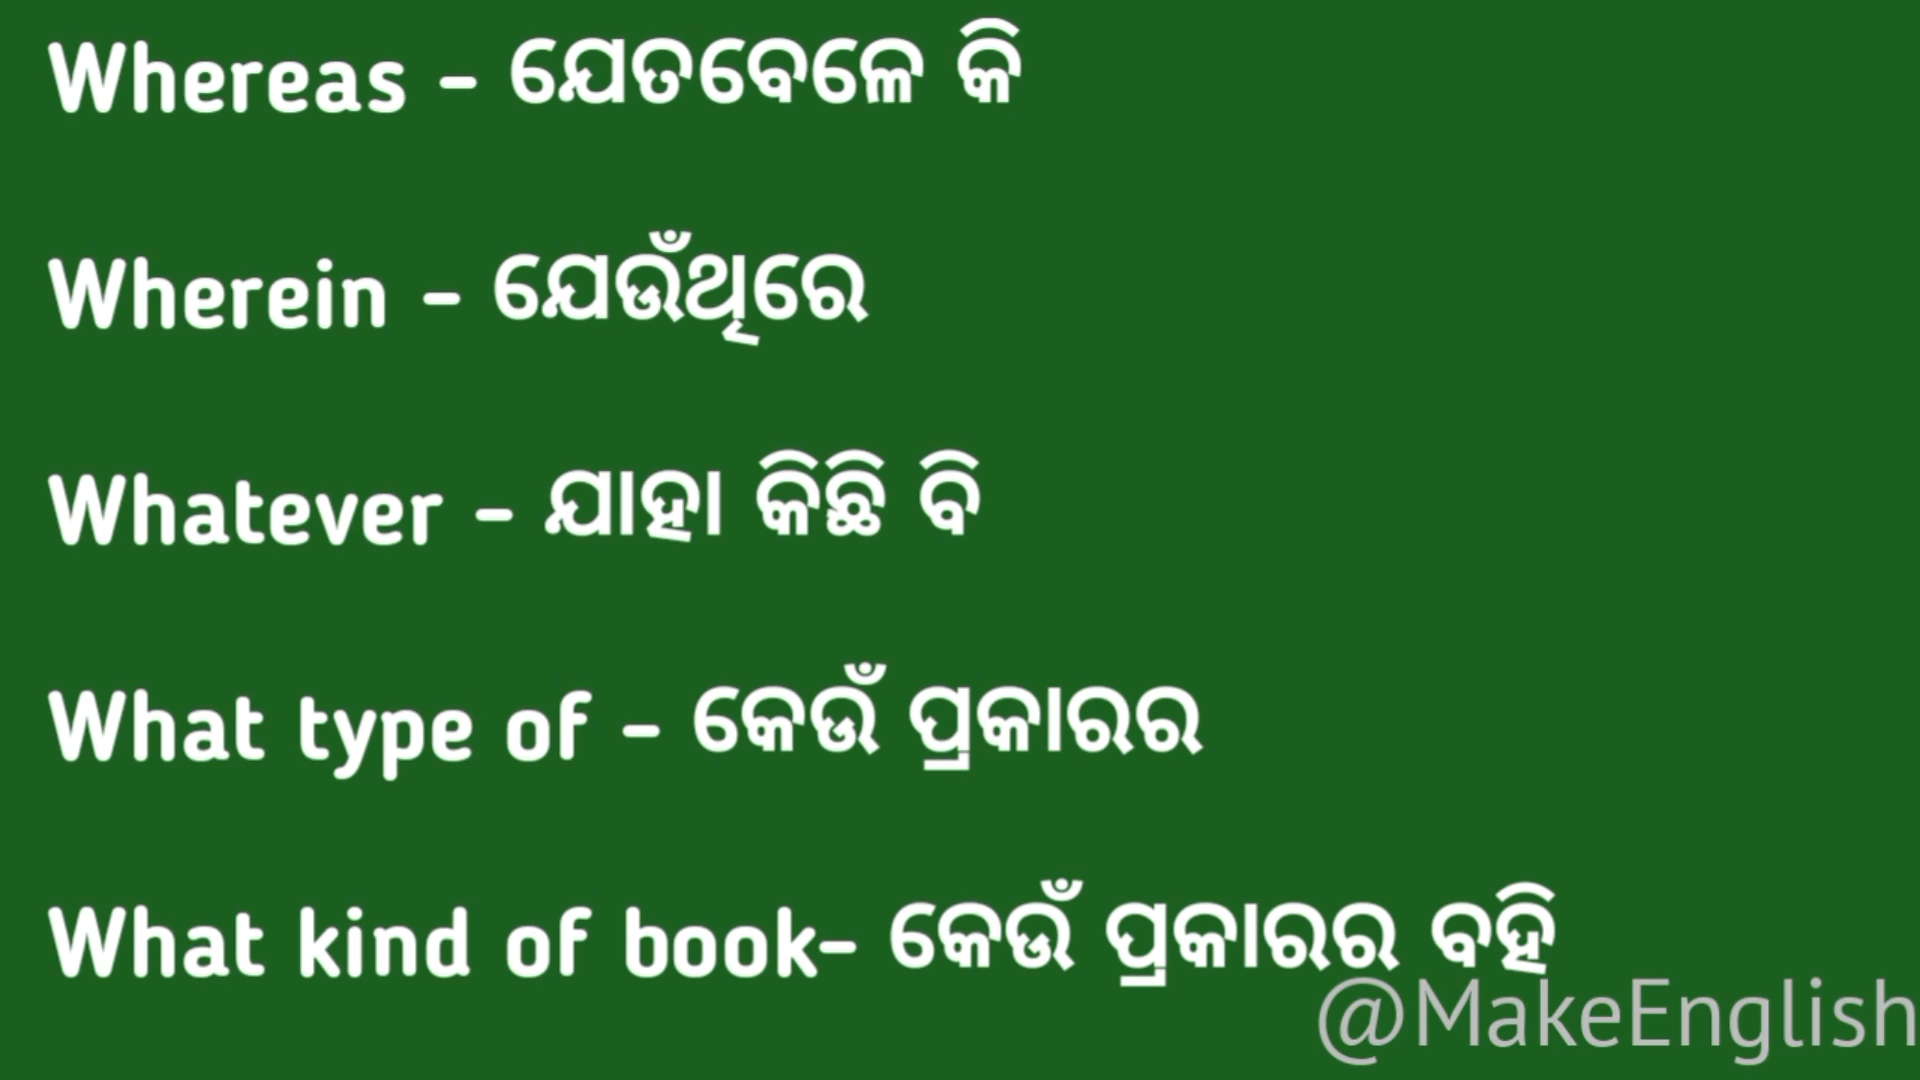 Whereas - ଯେତବେଳେ କି
Wherein - ଯେଉଁଥିରେ
Whatever - ଯାହା କିଛି ବି
What type of - କେଉଁ ପ୍ରକାରର
What kind of book- କେଉଁ ପ୍ରକାରର ବହି
@MakeEnglish